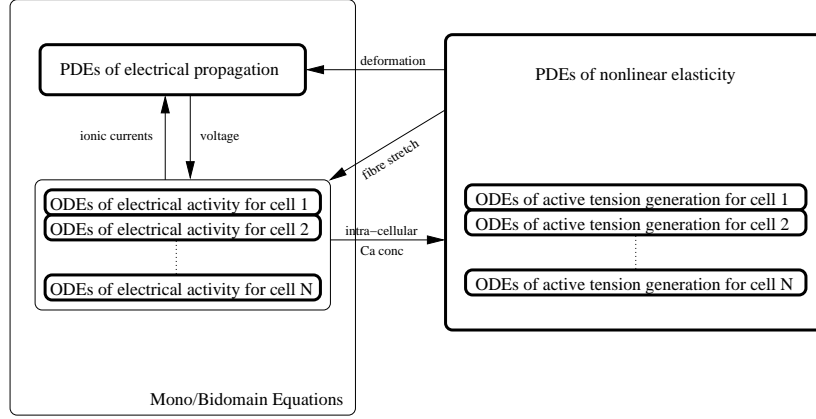 PDEs of electrical propagation
deformation
PDEs of nonlinear elasticity
ionic currents
voltage
fibre stretch
ODEs of electrical activity for cell 1
ODEs of electrical activity for cell 2
ODEs of electrical activity for cell N
intra−cellular
Ca conc
ODEs of active tension generation for cell 1
ODEs of active tension generation for cell 2
ODEs of active tension generation for cell N
Mono/Bidomain Equations